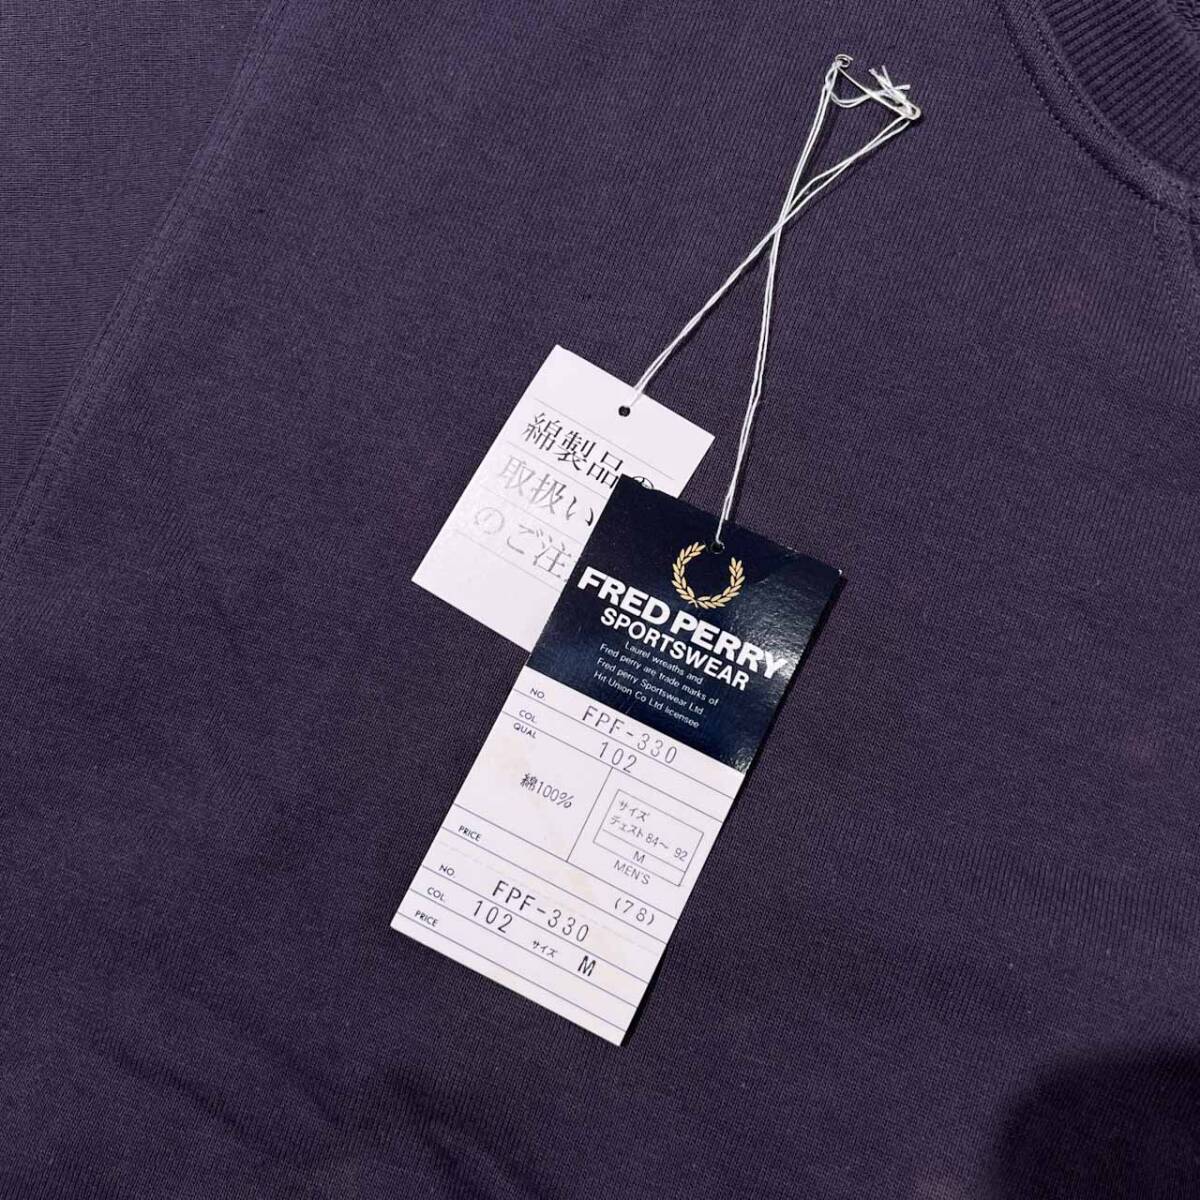 綿製品の
取扱い
のご注
FRED PERRY
SPORTSWEAR
Laurel wreaths and
Fred perry are trade marks of
Fred perry Sportswear Ltd
Hit Union Co Ltd licensee
NO. FPF-330
COL. 102
QUAL
綿100%
サイズ
チェスト 84～92
M
MEN'S
PRICE
(78)
NO. FPF-330
COL. 102 サイズ M
PRICE